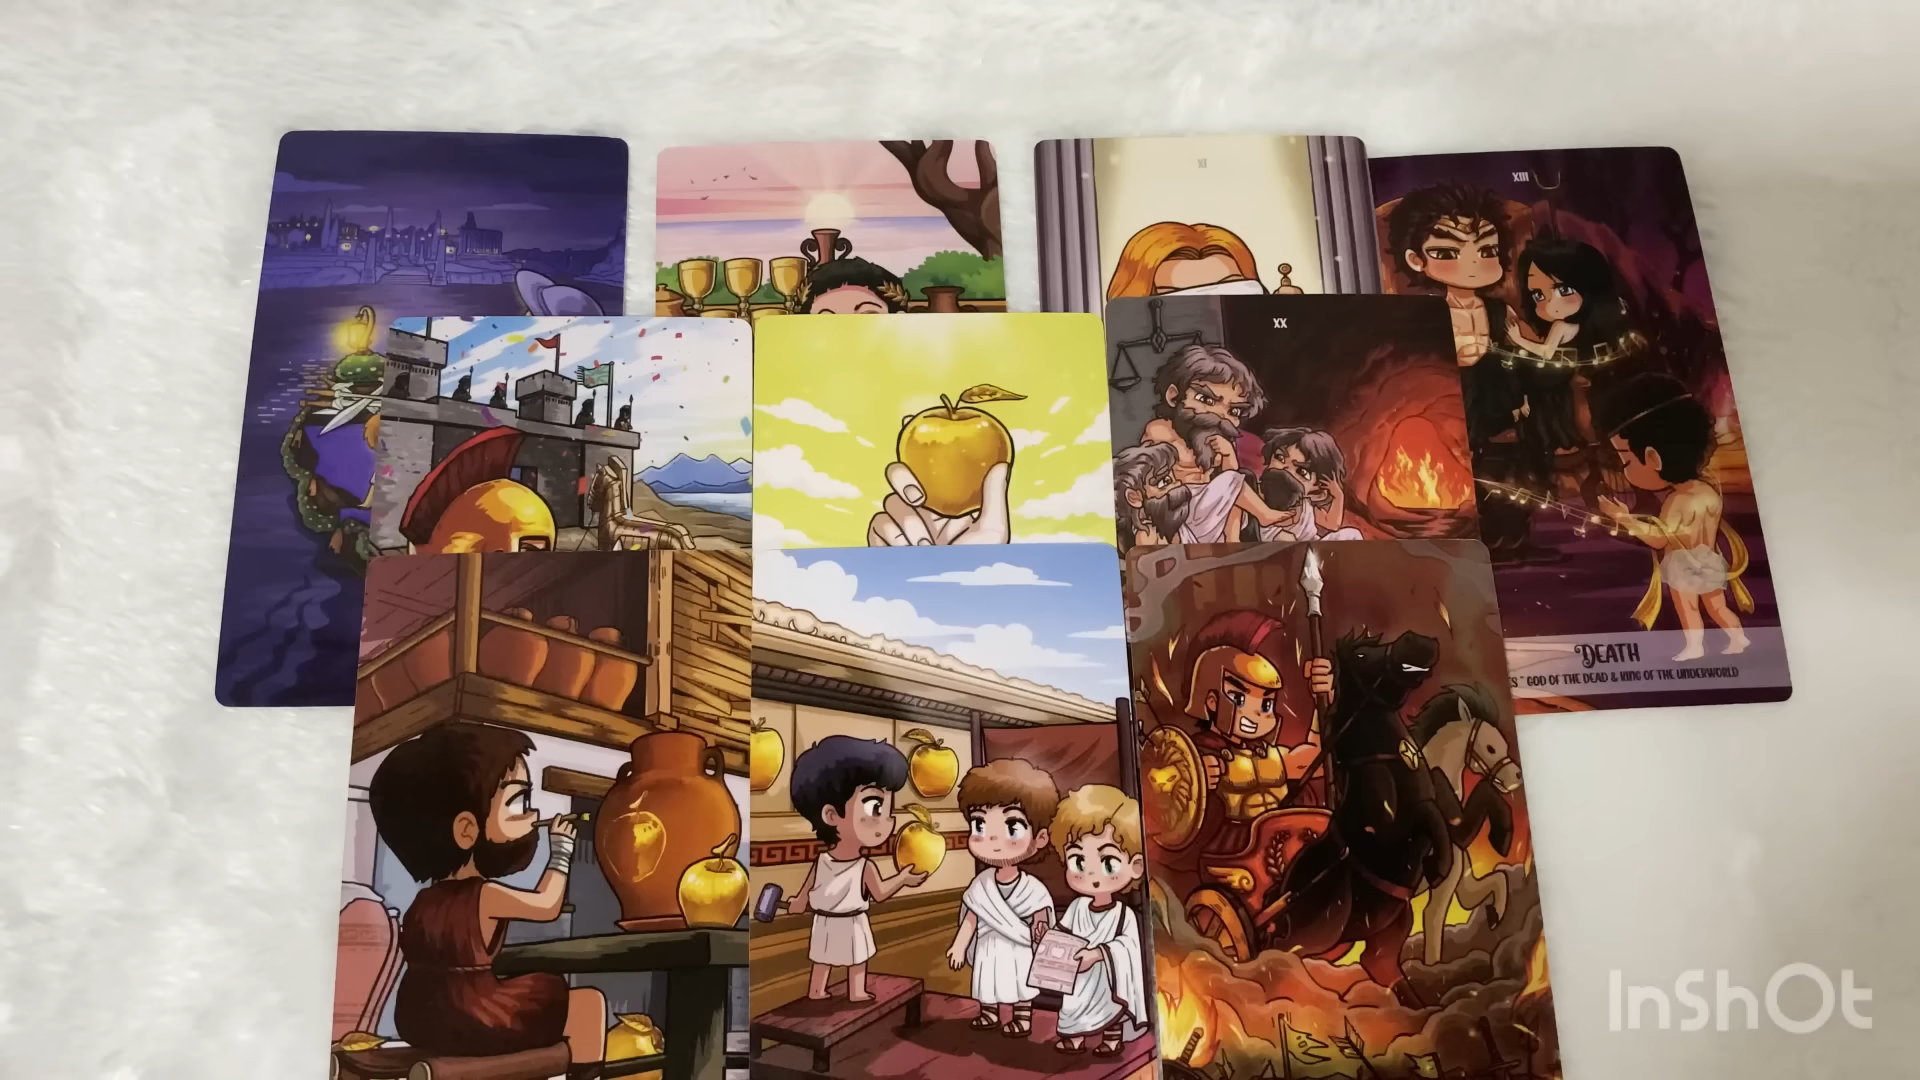 XI
XIII
XX
DEATH
GOD OF THE DEAD & KING OF THE UNDERWORLD
InShOt